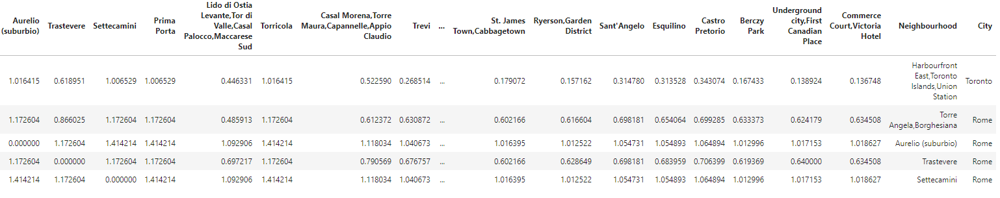 Aurelio (suburbio) Trastevere Settecamini Prima Porta Lido di Ostia Levante,Tor di Valle,Casal Palocco,Maccarese Sud Torricola Casal Morena,Torre Maura,Capannelle,Appio Claudio Trevi ... St. James Town,Cabbagetown Ryerson,Garden District Sant'Angelo Esquilino Castro Pretorio Berczy Park Underground city,First Canadian Place Commerce Court,Victoria Hotel Neighbourhood City
1.016415 0.618951 1.006529 1.006529 0.446331 1.016415 0.522590 0.268514 ... 0.179072 0.157162 0.314780 0.313528 0.343074 0.167433 0.138924 0.136748 Harbourfront East,Toronto Islands,Union Station Toronto
1.172604 0.866025 1.172604 1.172604 0.485913 1.172604 0.612372 0.630872 ... 0.602166 0.616604 0.698181 0.654064 0.699285 0.633373 0.624179 0.634508 Torre Angela,Borghesiana Rome
0.000000 1.172604 1.414214 1.414214 1.092906 1.414214 1.118034 1.040673 ... 1.016395 1.012522 1.054731 1.054893 1.064894 1.012996 1.017153 1.018627 Aurelio (suburbio) Rome
1.172604 0.000000 1.172604 1.172604 0.697217 1.172604 0.790569 0.676757 ... 0.602166 0.628649 0.698181 0.683959 0.706399 0.619369 0.640000 0.634508 Trastevere Rome
1.414214 1.172604 0.000000 1.414214 1.092906 1.414214 1.118034 1.040673 ... 1.016395 1.012522 1.054731 1.054893 1.064894 1.012996 1.017153 1.018627 Settecamini Rome